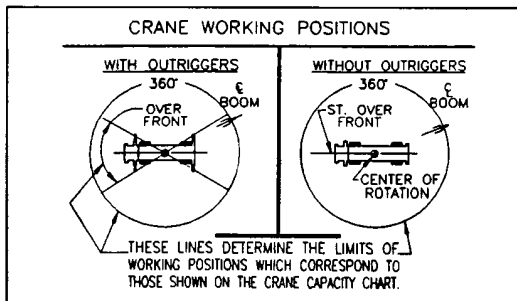 CRANE WORKING POSITIONS
WITH OUTRIGGERS
360°
℄
BOOM
OVER
FRONT
WITHOUT OUTRIGGERS
360°
℄
BOOM
ST. OVER
FRONT
CENTER OF
ROTATION
THESE LINES DETERMINE THE LIMITS OF
WORKING POSITIONS WHICH CORRESPOND TO
THOSE SHOWN ON THE CRANE CAPACITY CHART.